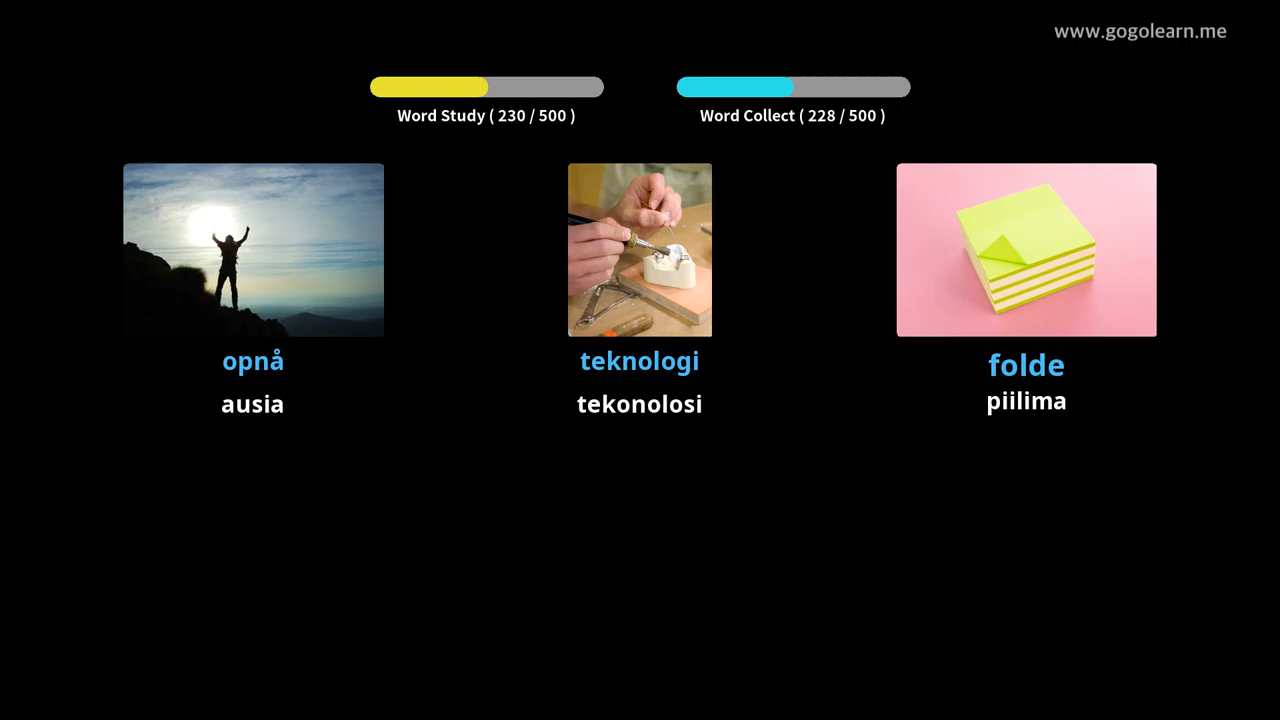 www.gogolearn.me
Word Study ( 230 / 500 )
Word Collect ( 228 / 500 )
opnå
teknologi
folde
ausia
tekonolosi
piilima